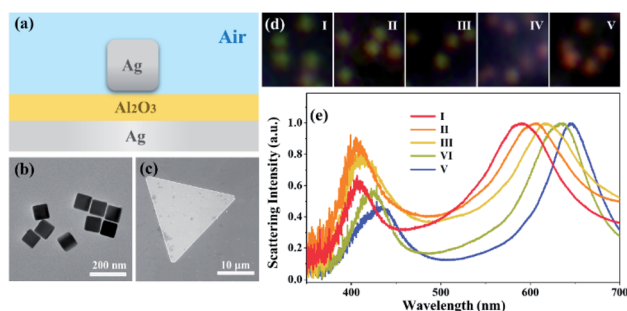 (a)
Air
Ag
Al2O3
Ag
(b)
200 nm
(c)
10 μm
(d)
I
II
III
IV
V
(e)
I
II
III
VI
V
Scattering Intensity (a.u.)
1.0
0.8
0.6
0.4
0.2
0.0
400
500
600
700
Wavelength (nm)